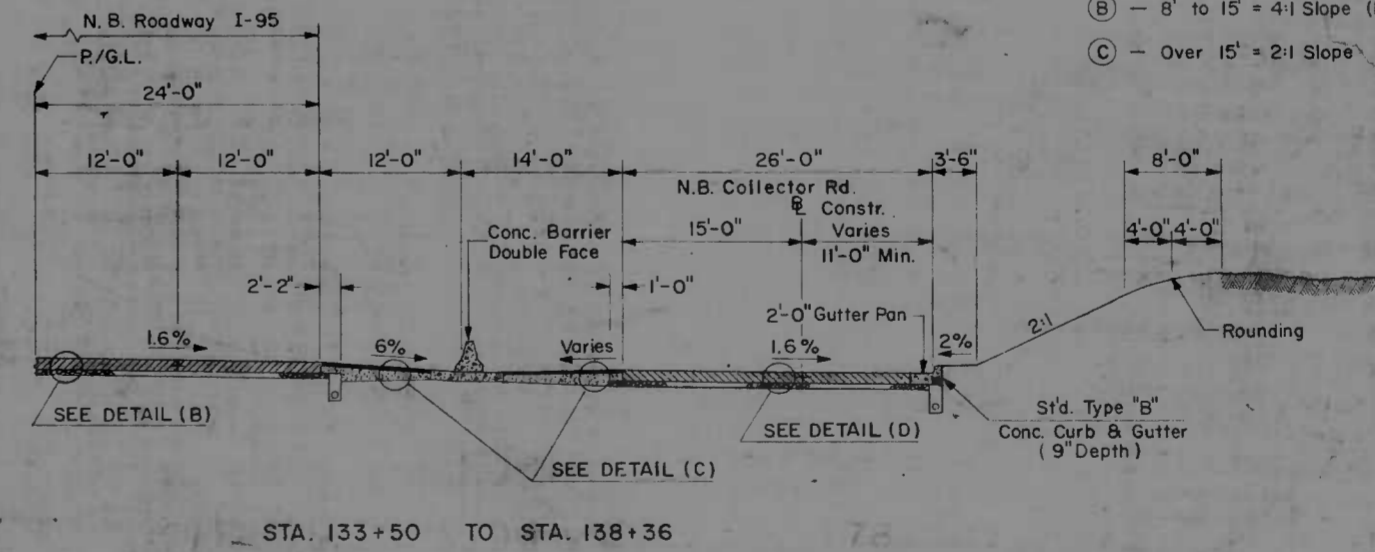 N. B. Roadway I-95
(B) - 8' to 15' = 4:1 Slope
(C) - Over 15' = 2:1 Slope
P./G.L.
24'-0"
12'-0" 12'-0" 12'-0" 14'-0" 26'-0" 3'-6" 8'-0"
N.B. Collector Rd.
℄ Constr.
Conc. Barrier
Double Face
15'-0"
Varies
11'-0" Min.
4'-0" 4'-0"
2'-2"
1'-0"
2'-0" Gutter Pan
2:1
Rounding
1.6%
6%
Varies
1.6%
2%
SEE DETAIL (B)
SEE DETAIL (C)
SEE DETAIL (D)
St'd. Type "B"
Conc. Curb & Gutter
( 9" Depth )
STA. 133+50 TO STA. 138+36